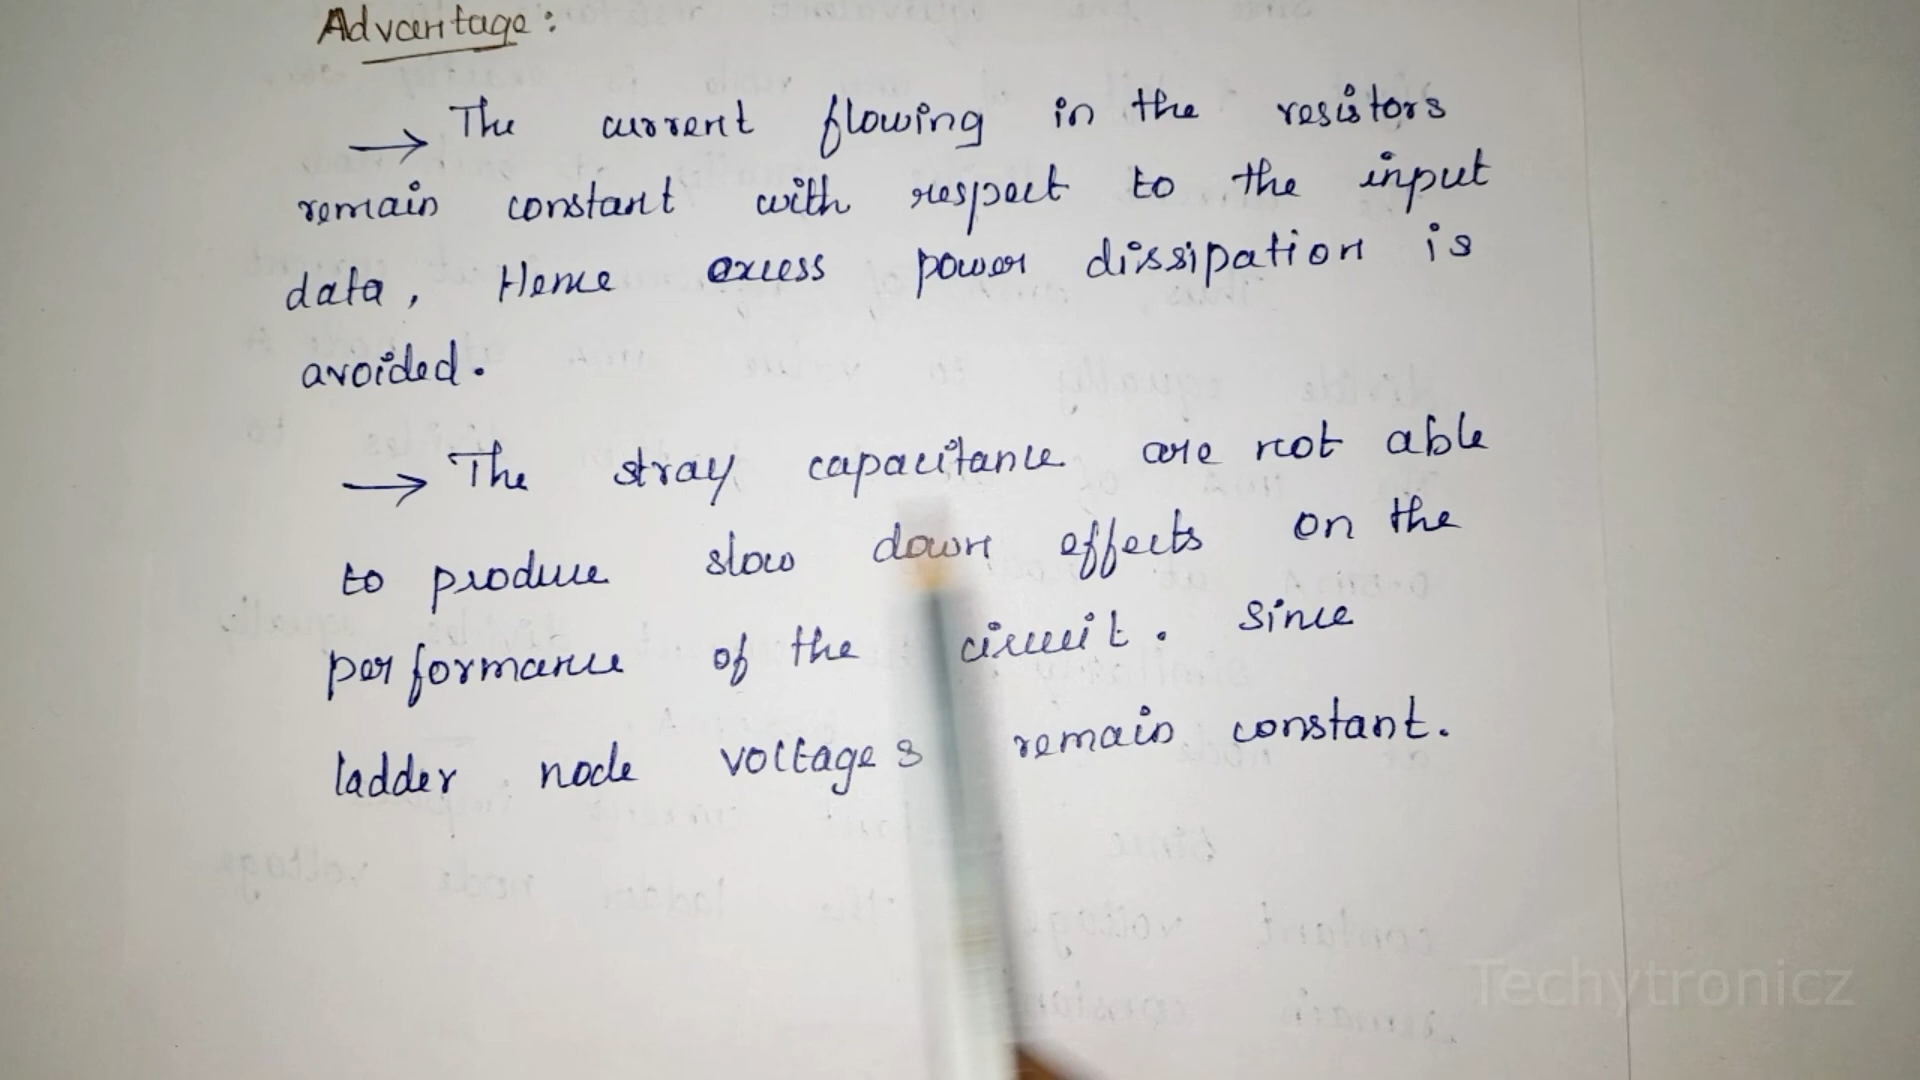 Advantage:
→ The current flowing in the resistors
remain constant with respect to the input
data, Hence excess power dissipation is
avoided.
→ The stray capacitance are not able
to produce slow down effects on the
performance of the circuit. Since
ladder node voltages remain constant.
Techytronicz